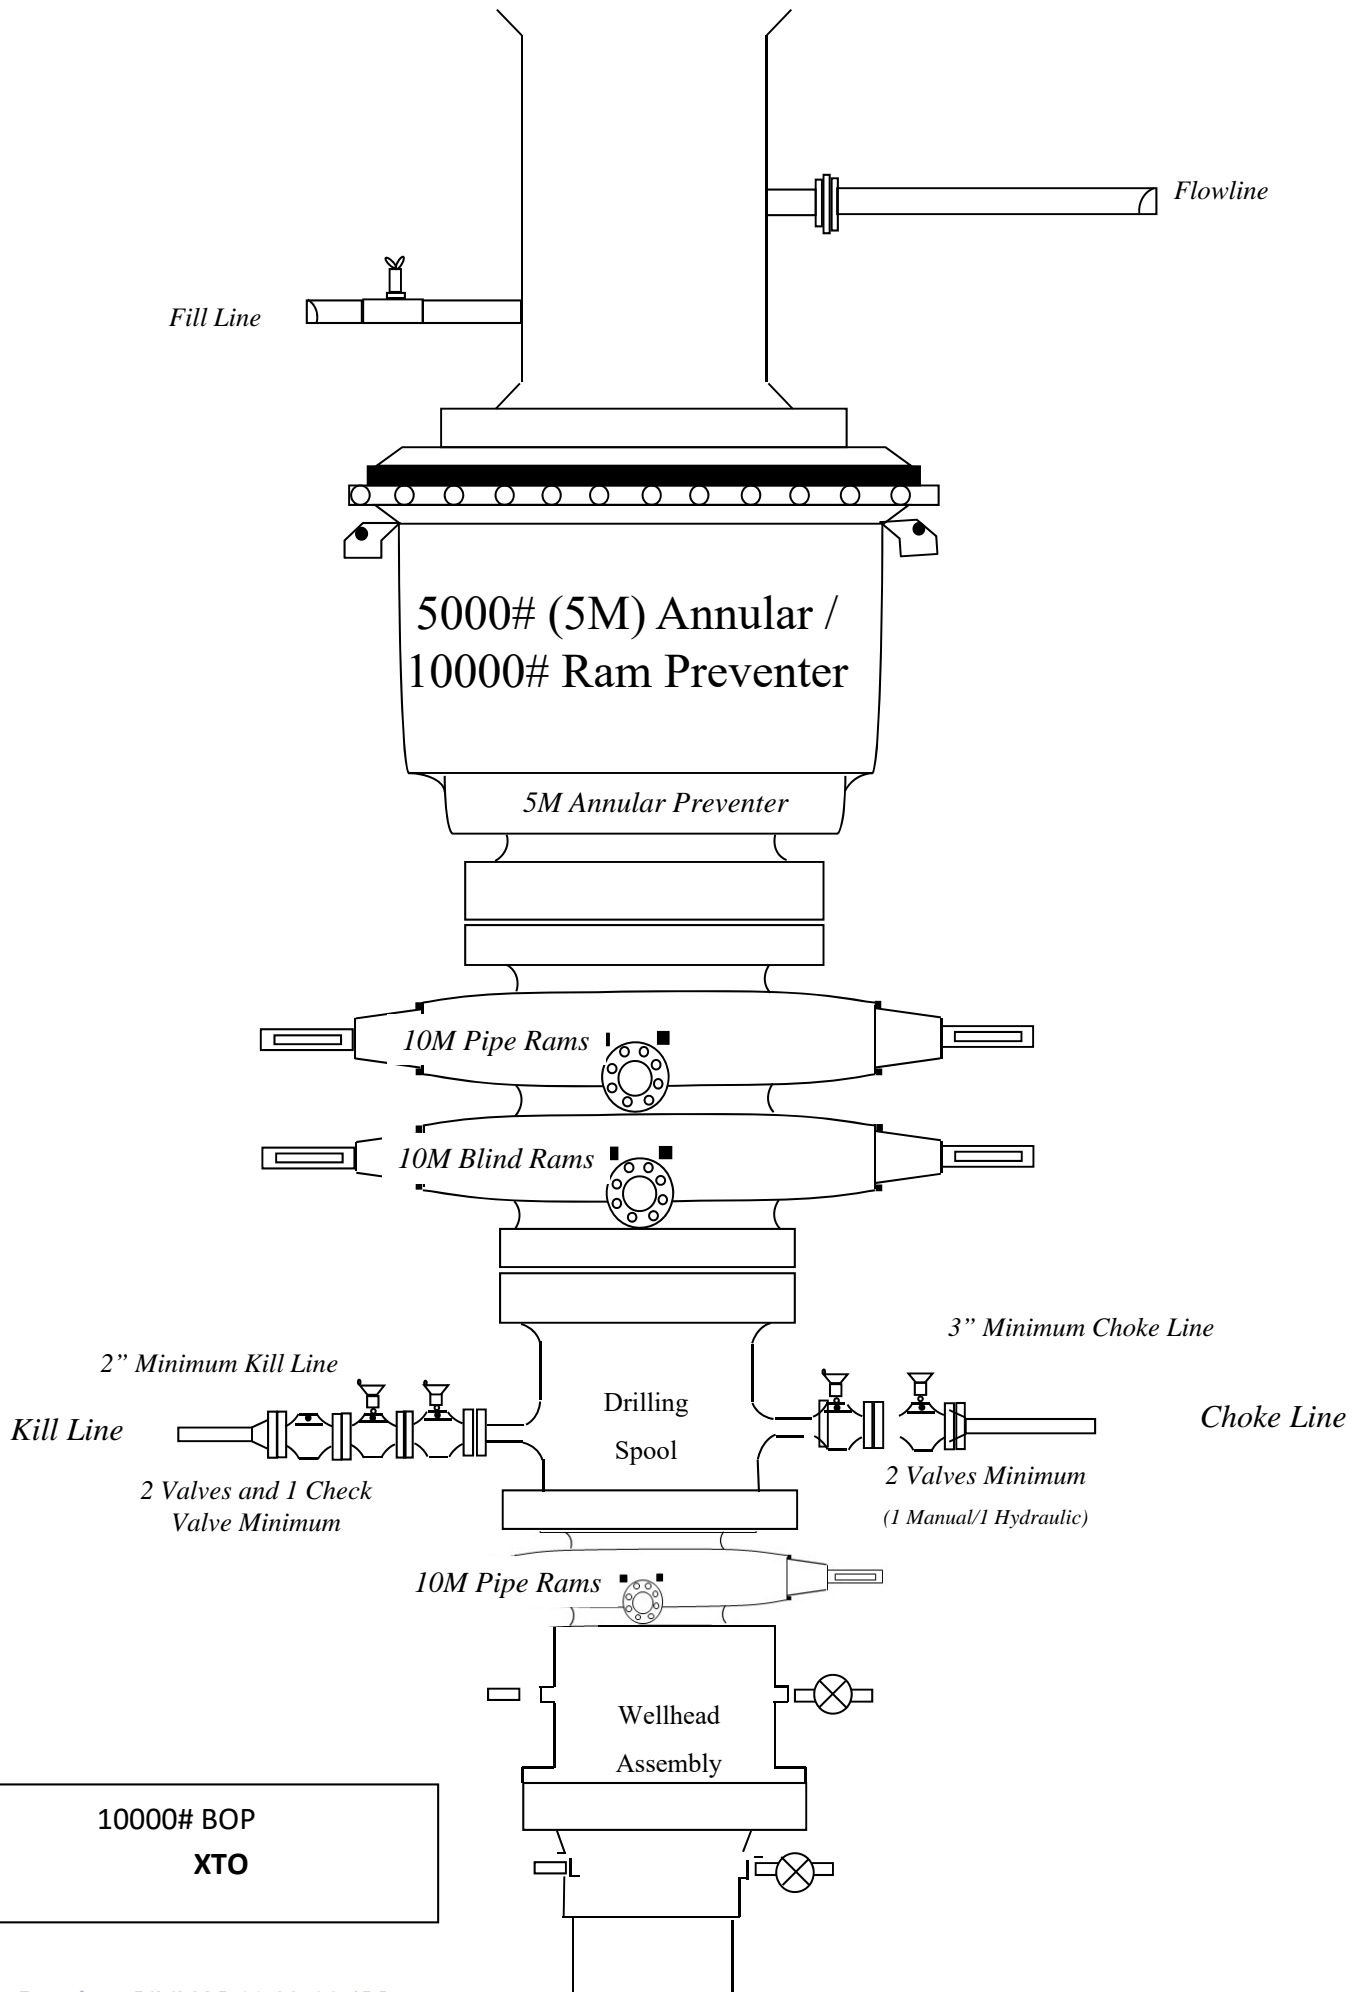 Flowline
Fill Line
5000# (5M) Annular /
10000# Ram Preventer
5M Annular Preventer
10M Pipe Rams
10M Blind Rams
3” Minimum Choke Line
2” Minimum Kill Line
Drilling
Spool
Kill Line
Choke Line
2 Valves and 1 Check
Valve Minimum
2 Valves Minimum
(1 Manual/1 Hydraulic)
10M Pipe Rams
Wellhead
Assembly
10000# BOP
XTO